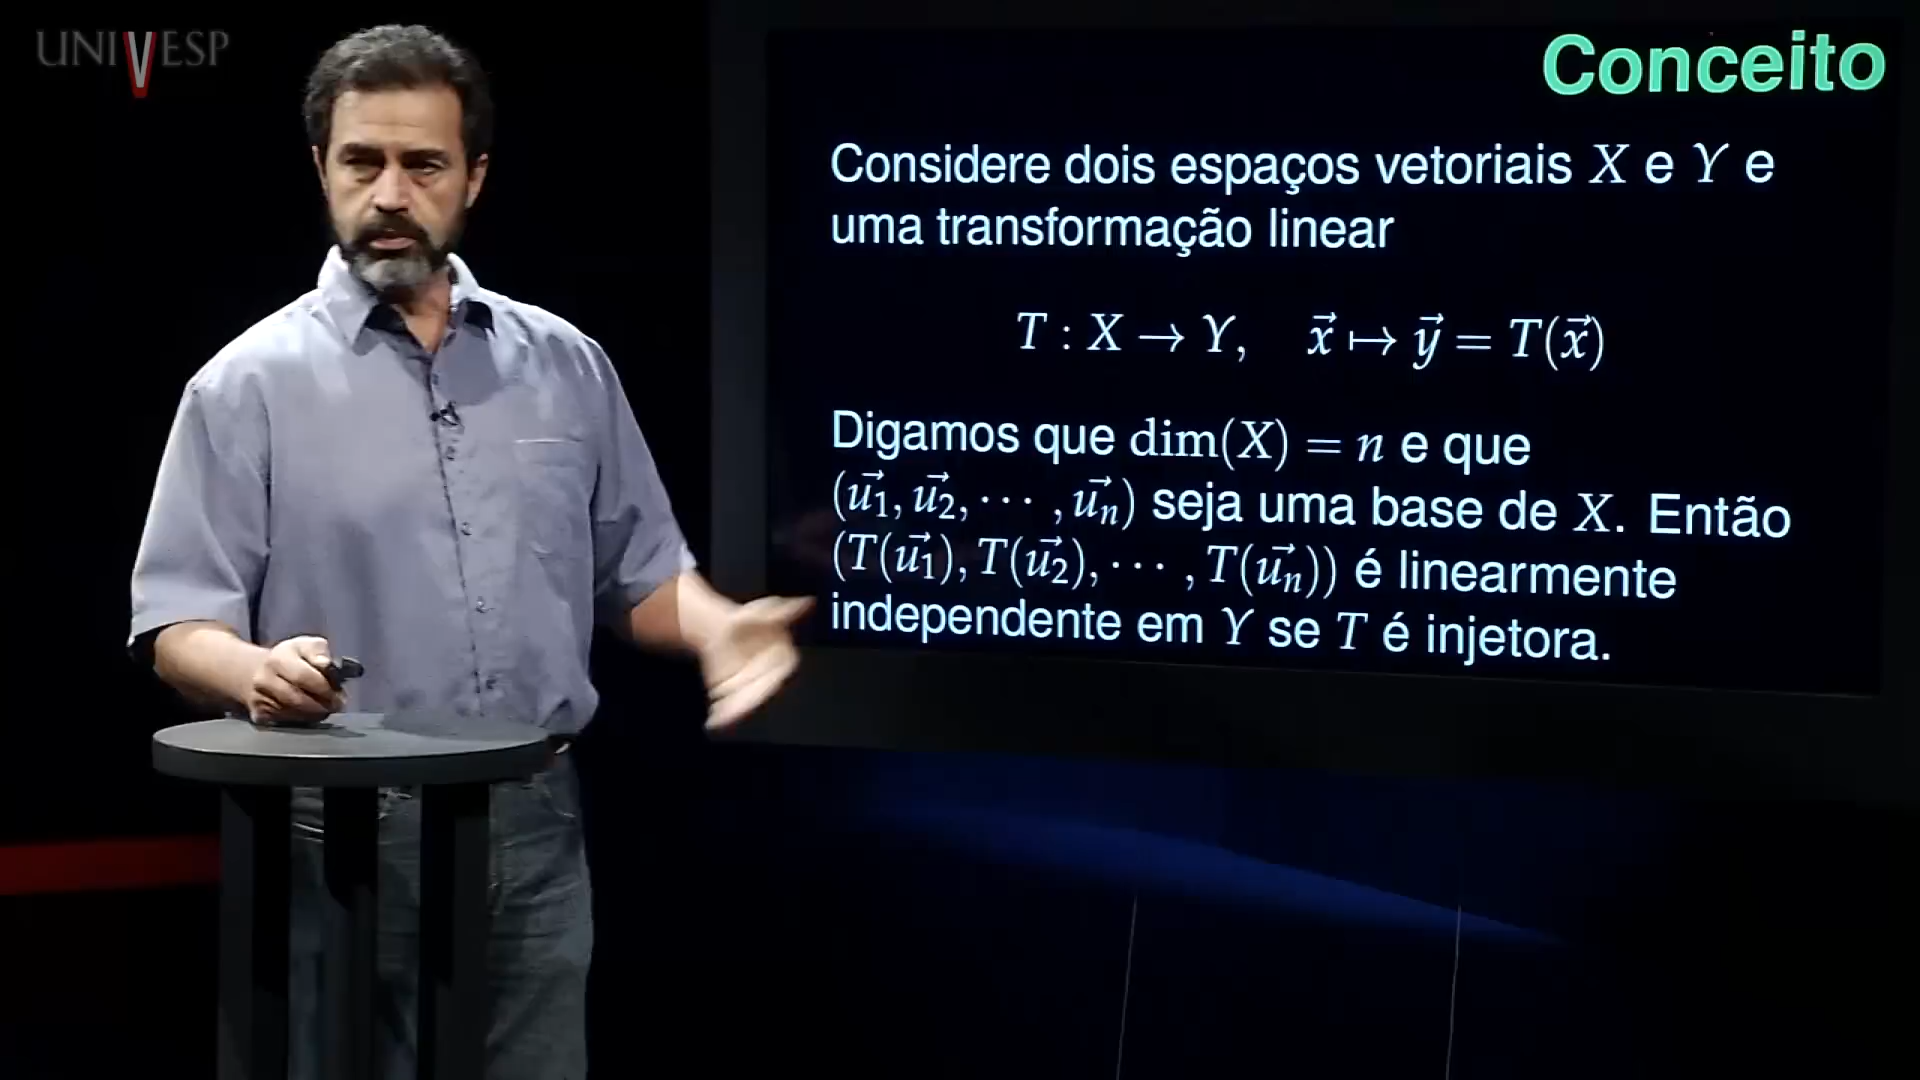 UNIVESP
Conceito
Considere dois espaços vetoriais X e Y e
uma transformação linear
T : X → Y, x⃗ ↦ y⃗ = T(x⃗)
Digamos que dim(X) = n e que
(u⃗₁, u⃗₂, ⋯ , u⃗ₙ) seja uma base de X. Então
(T(u⃗₁), T(u⃗₂), ⋯ , T(u⃗ₙ)) é linearmente
independente em Y se T é injetora.